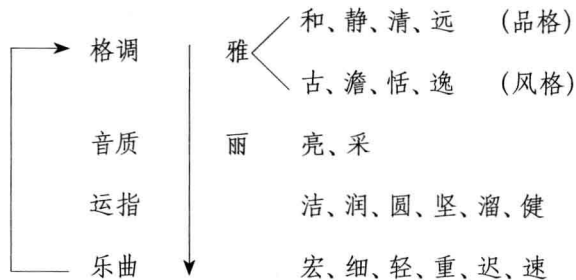 和、静、清、远 （品格）
格调 雅
古、澹、恬、逸 （风格）
音质 丽 亮、采
运指 洁、润、圆、坚、溜、健
乐曲 宏、细、轻、重、迟、速